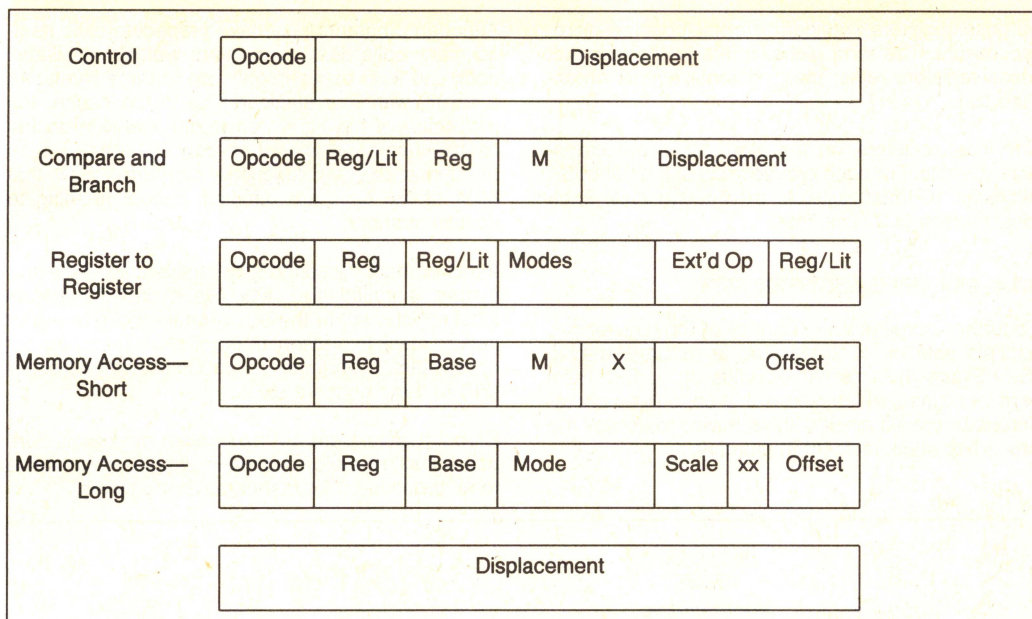 Control
Opcode Displacement
Compare and
Branch
Opcode Reg/Lit Reg M Displacement
Register to
Register
Opcode Reg Reg/Lit Modes Ext'd Op Reg/Lit
Memory Access—
Short
Opcode Reg Base M X Offset
Memory Access—
Long
Opcode Reg Base Mode Scale xx Offset
Displacement